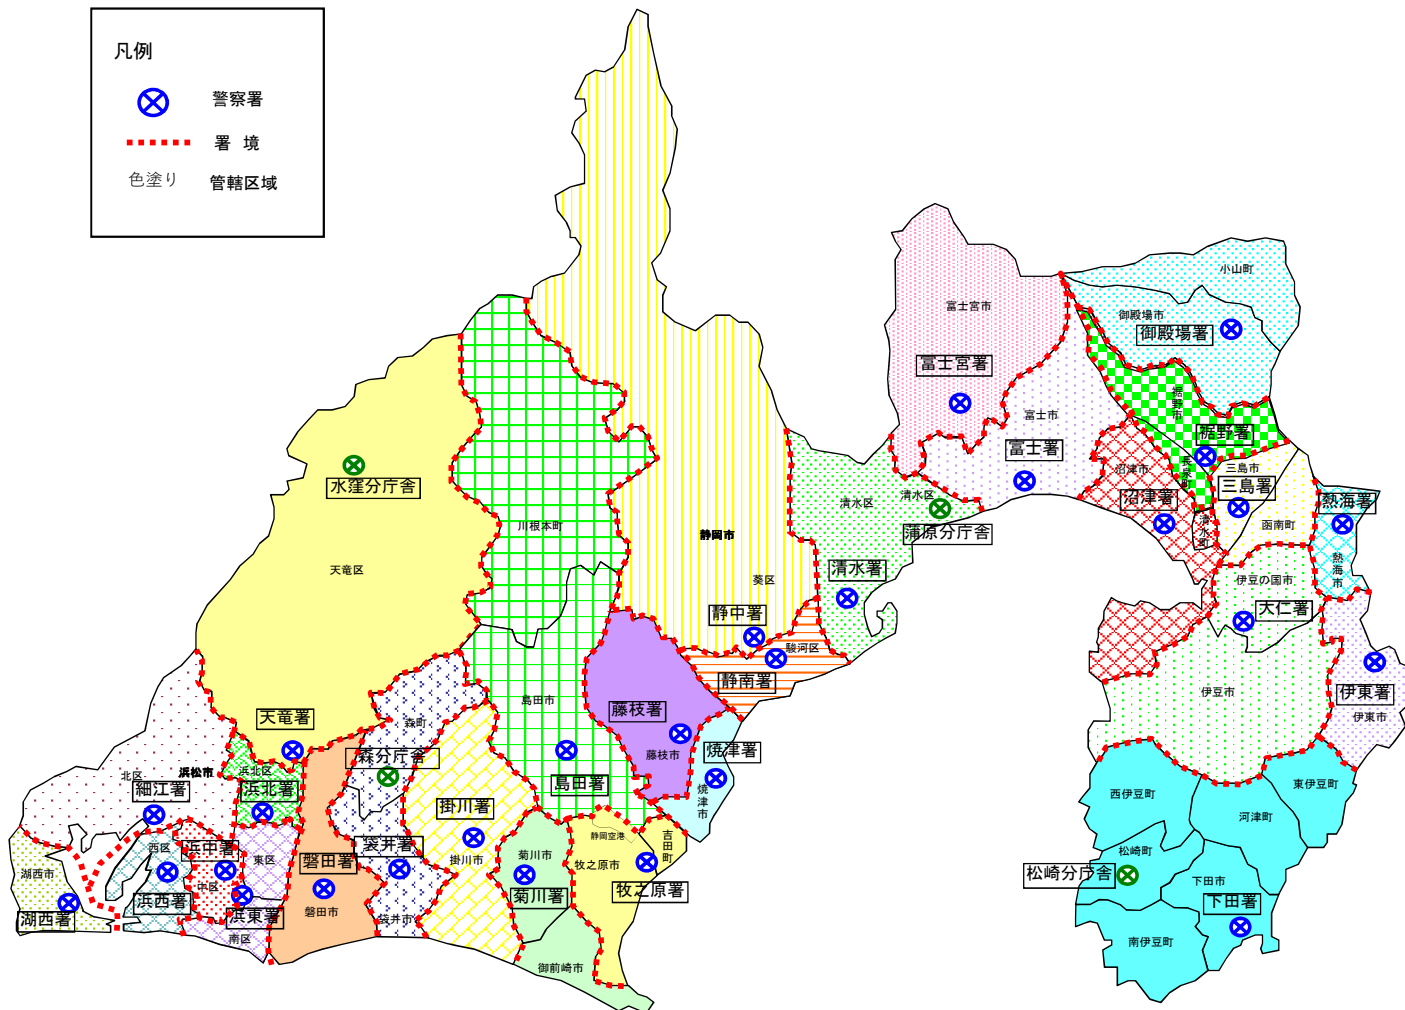 凡例
警察署
署 境
色塗り 管轄区域
小山町
御殿場市
御殿場署
富士宮市
富士宮署
裾野市
裾野署
富士市
富士署
沼津市
沼津署
長泉町
清水町
三島市
三島署
函南町
熱海署
熱海市
伊豆の国市
大仁署
伊豆市
伊東署
伊東市
清水区
清水区
蒲原分庁舎
清水署
静岡市
葵区
静中署
駿河区
静南署
川根本町
水窪分庁舎
天竜区
天竜署
島田市
島田署
藤枝署
藤枝市
焼津署
焼津市
森町
森分庁舎
掛川署
掛川市
袋井署
袋井市
磐田署
磐田市
北区
浜松市
浜北区
浜北署
細江署
西区
浜西署
浜中署
中区
東区
浜東署
南区
湖西市
湖西署
菊川市
菊川署
御前崎市
静岡空港
牧之原市
牧之原署
吉田町
西伊豆町
東伊豆町
河津町
松崎町
松崎分庁舎
下田市
下田署
南伊豆町